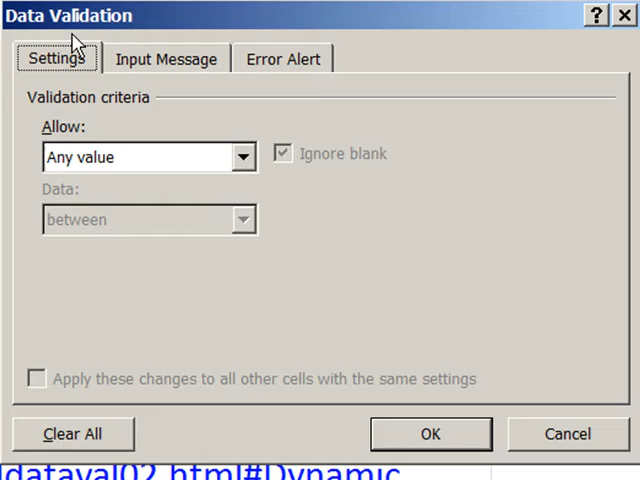 Data Validation
Settings Input Message Error Alert
Validation criteria
Allow:
Any value Ignore blank
Data:
between
Apply these changes to all other cells with the same settings
Clear All OK Cancel
ldataval02.html#Dynamic